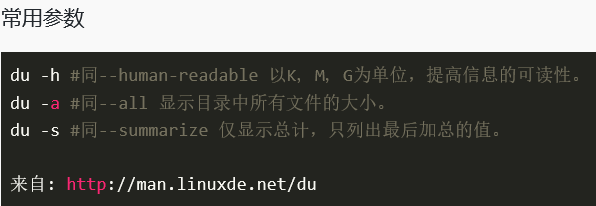 常用参数
du -h #同--human-readable 以K，M，G为单位，提高信息的可读性。
du -a #同--all 显示目录中所有文件的大小。
du -s #同--summarize 仅显示总计，只列出最后加总的值。
来自: http://man.linuxde.net/du